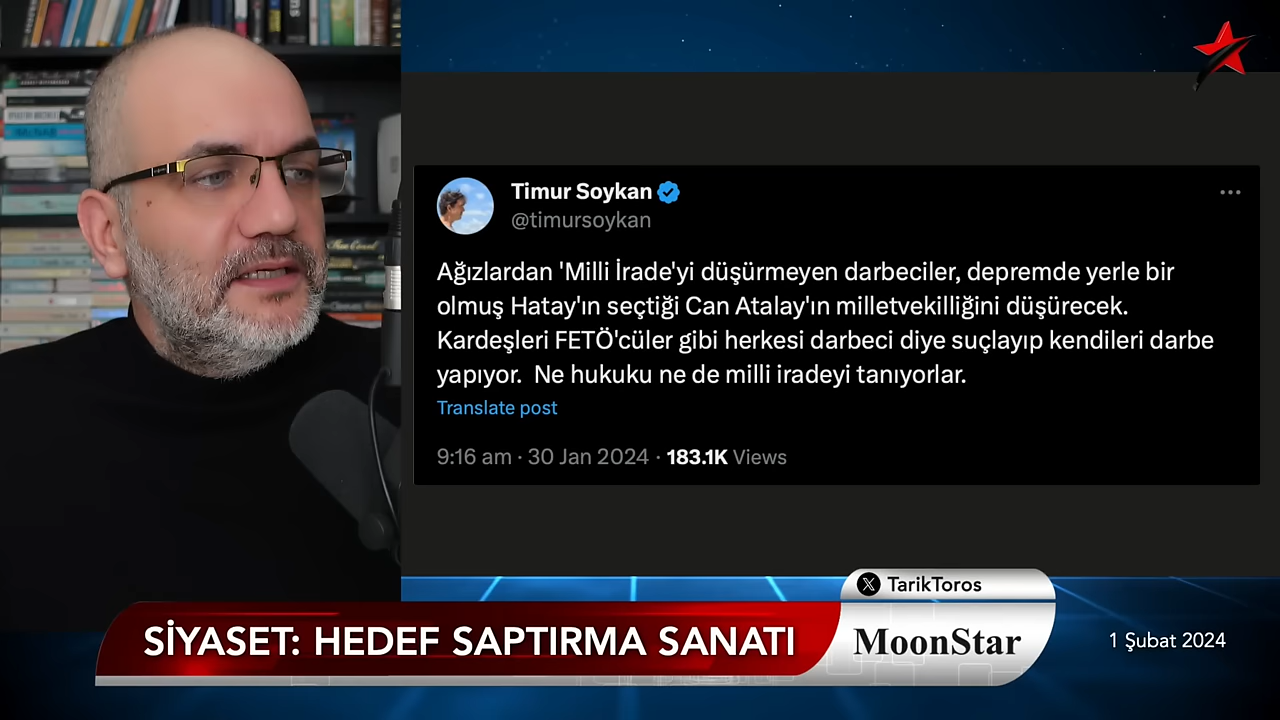 Timur Soykan
@timursoykan
Ağızlardan 'Milli İrade'yi düşürmeyen darbeciler, depremde yerle bir
olmuş Hatay'ın seçtiği Can Atalay'ın milletvekilliğini düşürecek.
Kardeşleri FETÖ'cüler gibi herkesi darbeci diye suçlayıp kendileri darbe
yapıyor.  Ne hukuku ne de milli iradeyi tanıyorlar.
Translate post
9:16 am · 30 Jan 2024 · 183.1K Views
TarikToros
SİYASET: HEDEF SAPTIRMA SANATI
MoonStar
1 Şubat 2024